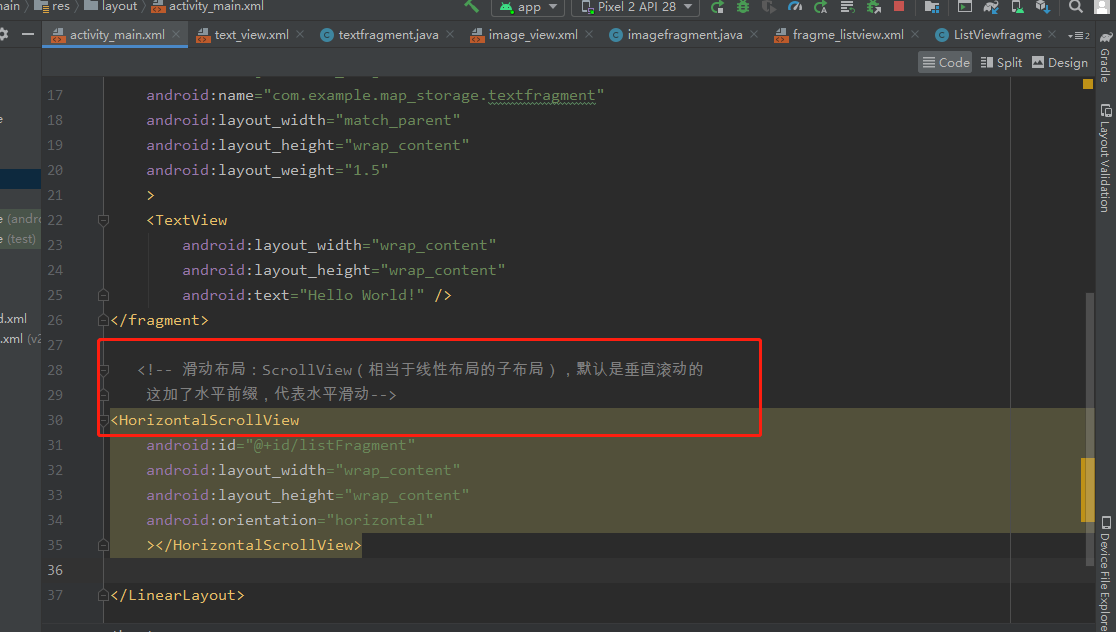 res layout activity_main.xml app Pixel 2 API 28
activity_main.xml text_view.xml textfragment.java image_view.xml imagefragment.java fragme_listview.xml ListViewfragme
Code Split Design
17 android:name="com.example.map_storage.textfragment"
18 android:layout_width="match_parent"
19 android:layout_height="wrap_content"
20 android:layout_weight="1.5"
21 >
22 <TextView
23 android:layout_width="wrap_content"
24 android:layout_height="wrap_content"
25 android:text="Hello World!" />
26 </fragment>
27
28 <!-- 滑动布局：ScrollView（相当于线性布局的子布局），默认是垂直滚动的
29 这加了水平前缀，代表水平滑动-->
30 <HorizontalScrollView
31 android:id="@+id/listFragment"
32 android:layout_width="wrap_content"
33 android:layout_height="wrap_content"
34 android:orientation="horizontal"
35 ></HorizontalScrollView>
36
37 </LinearLayout>
(test)
d.xml
.xml
Gradle
Layout Validation
Device File Explorer